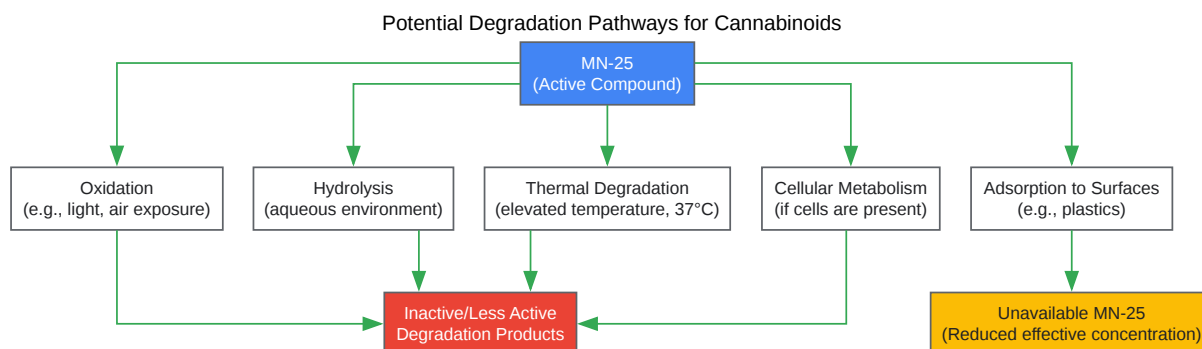 Potential Degradation Pathways for Cannabinoids
MN-25
(Active Compound)
Oxidation
(e.g., light, air exposure)
Hydrolysis
(aqueous environment)
Thermal Degradation
(elevated temperature, 37°C)
Cellular Metabolism
(if cells are present)
Adsorption to Surfaces
(e.g., plastics)
Inactive/Less Active
Degradation Products
Unavailable MN-25
(Reduced effective concentration)